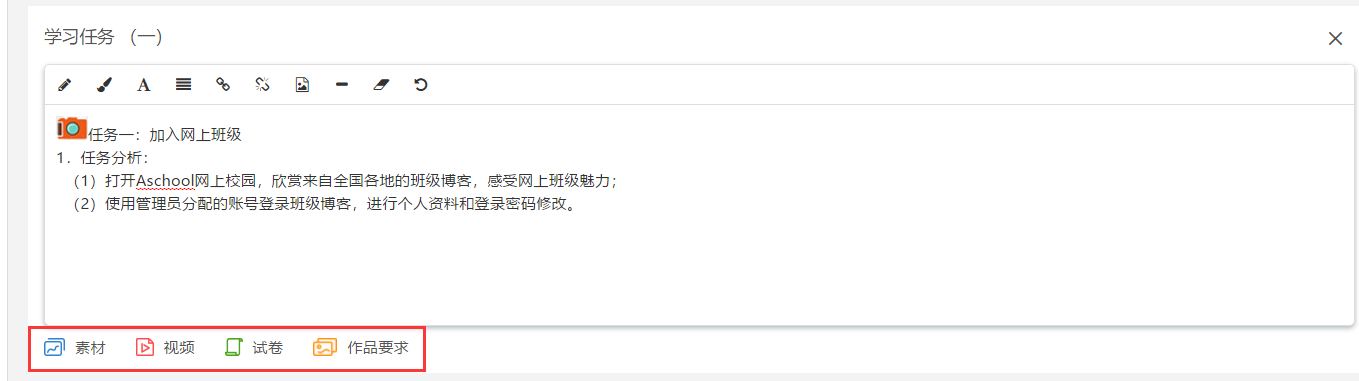 学习任务 （一）
任务一：加入网上班级
1．任务分析：
（1）打开Aschool网上校园，欣赏来自全国各地的班级博客，感受网上班级魅力；
（2）使用管理员分配的账号登录班级博客，进行个人资料和登录密码修改。
素材 视频 试卷 作品要求